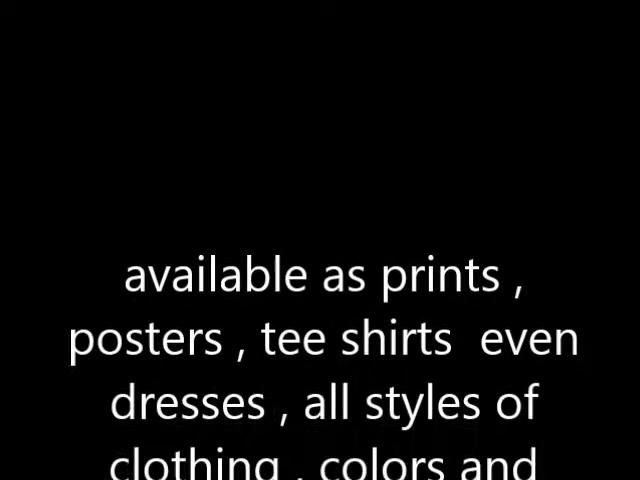 available as prints ,
posters , tee shirts  even
dresses , all styles of
clothing , colors and